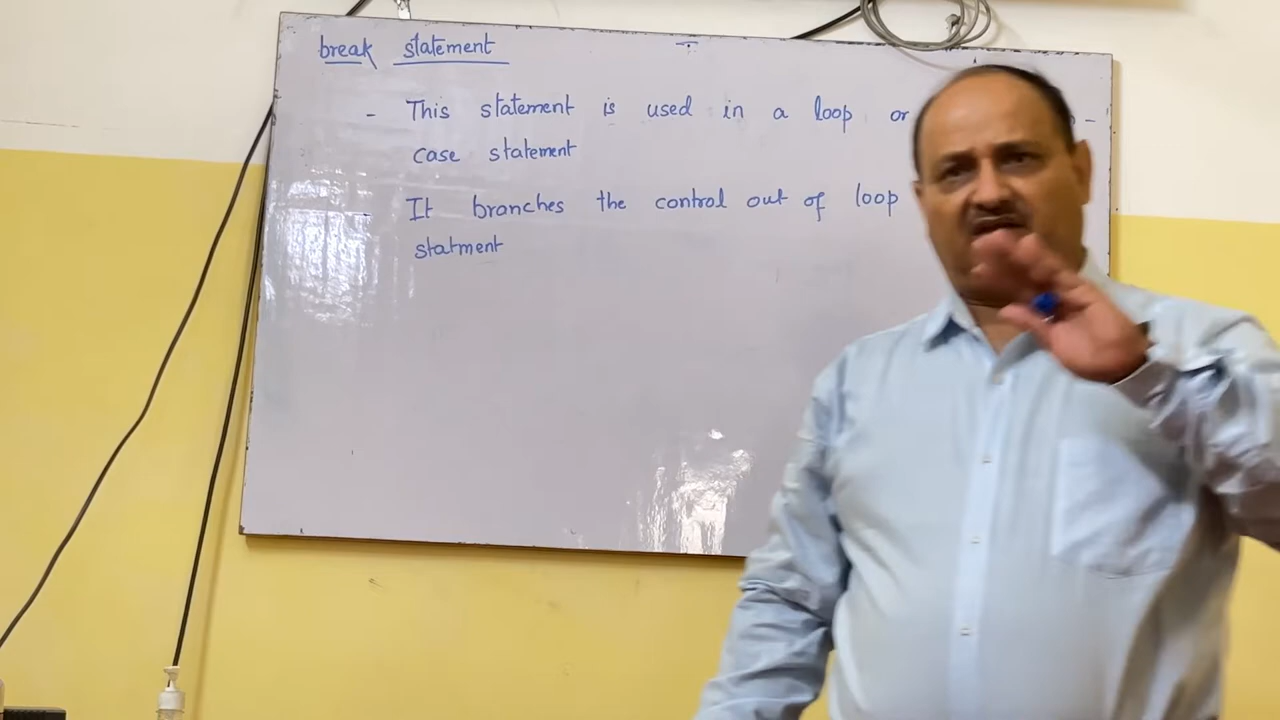 break statement
- This statement is used in a loop or -
case statement
It branches the control out of loop
statment